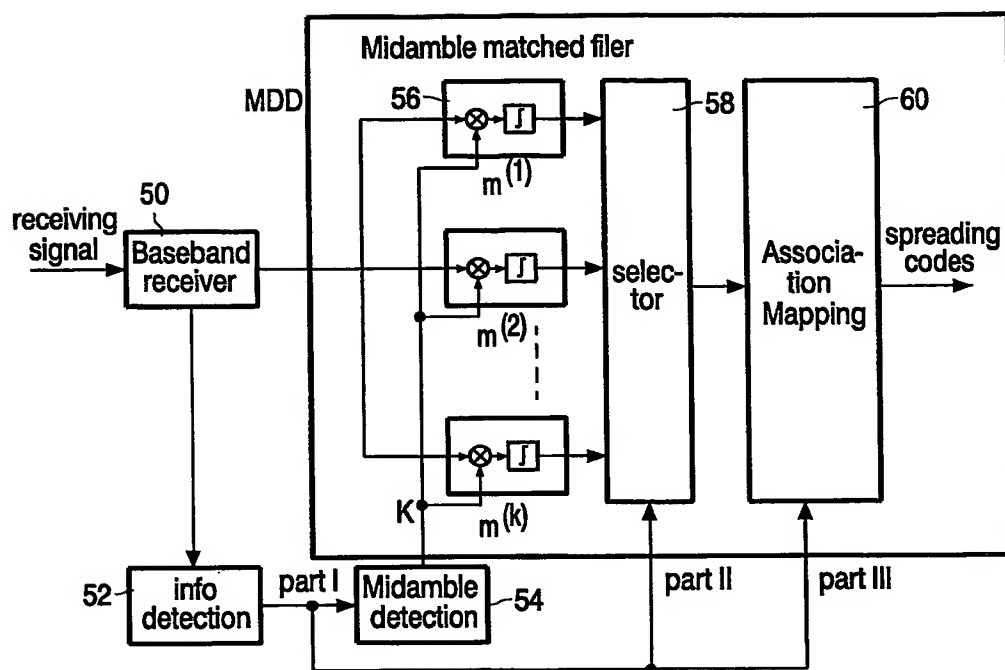 Midamble matched filer
MDD
56
58
60
m(1)
50
receiving
signal
Baseband
receiver
spreading
codes
selec-
tor
Associa-
tion
Mapping
m(2)
K
m(k)
52
info
detection
part I
Midamble
detection
54
part II
part III